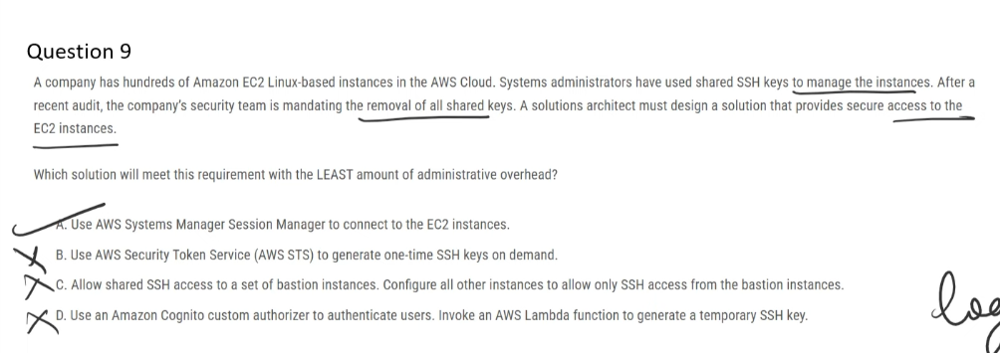 Question 9
A company has hundreds of Amazon EC2 Linux-based instances in the AWS Cloud. Systems administrators have used shared SSH keys to manage the instances. After a
recent audit, the company's security team is mandating the removal of all shared keys. A solutions architect must design a solution that provides secure access to the
EC2 instances.
Which solution will meet this requirement with the LEAST amount of administrative overhead?
A. Use AWS Systems Manager Session Manager to connect to the EC2 instances.
B. Use AWS Security Token Service (AWS STS) to generate one-time SSH keys on demand.
C. Allow shared SSH access to a set of bastion instances. Configure all other instances to allow only SSH access from the bastion instances.
D. Use an Amazon Cognito custom authorizer to authenticate users. Invoke an AWS Lambda function to generate a temporary SSH key.